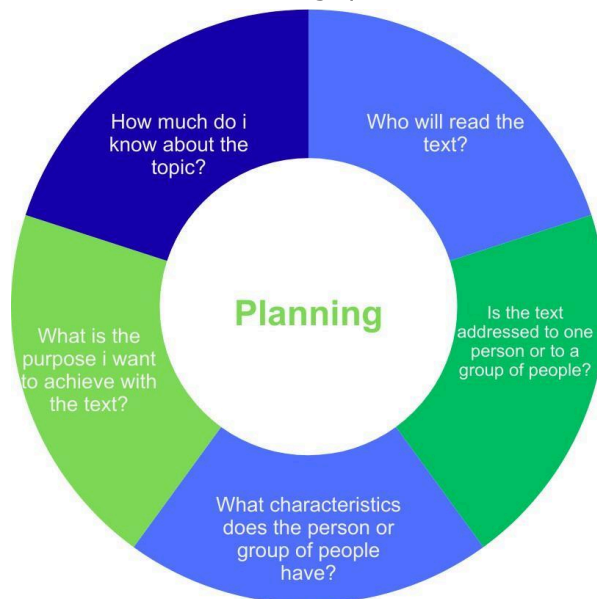 Who will read the
text?
Is the text
addressed to one
person or to a
group of people?
What characteristics
does the person or
group of people
have?
What is the
purpose i want
to achieve with
the text?
How much do i
know about the
topic?
Planning